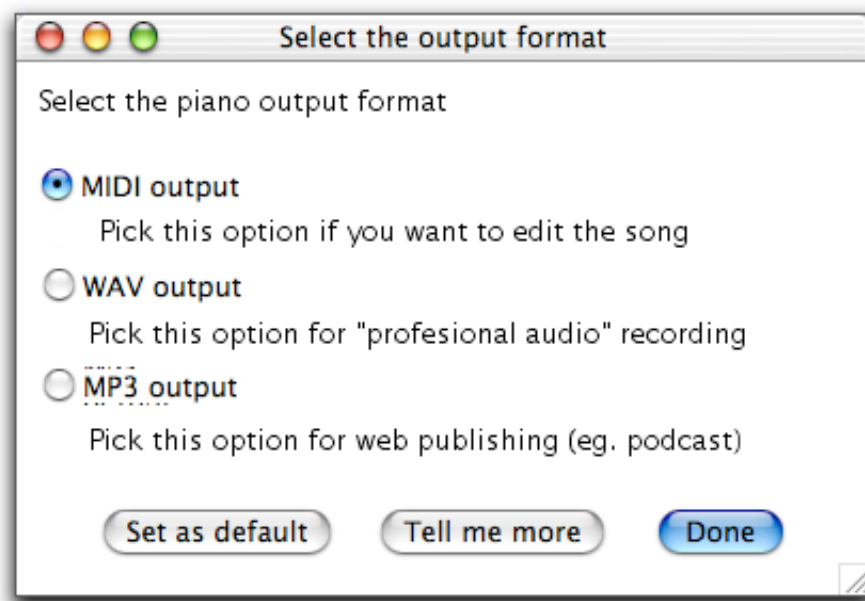 Select the output format
Select the piano output format
MIDI output
Pick this option if you want to edit the song
WAV output
Pick this option for "profesional audio" recording
MP3 output
Pick this option for web publishing (eg. podcast)
Set as default Tell me more Done